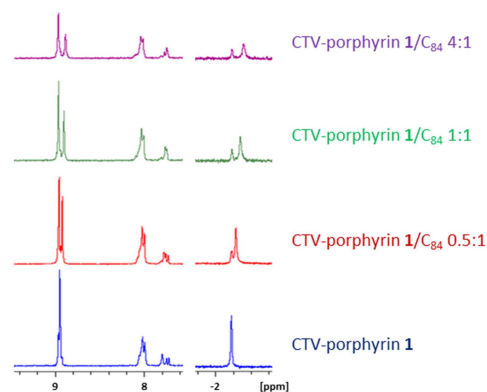 CTV-porphyrin 1/C₈₄ 4:1
CTV-porphyrin 1/C₈₄ 1:1
CTV-porphyrin 1/C₈₄ 0.5:1
CTV-porphyrin 1
9 8 -2 [ppm]